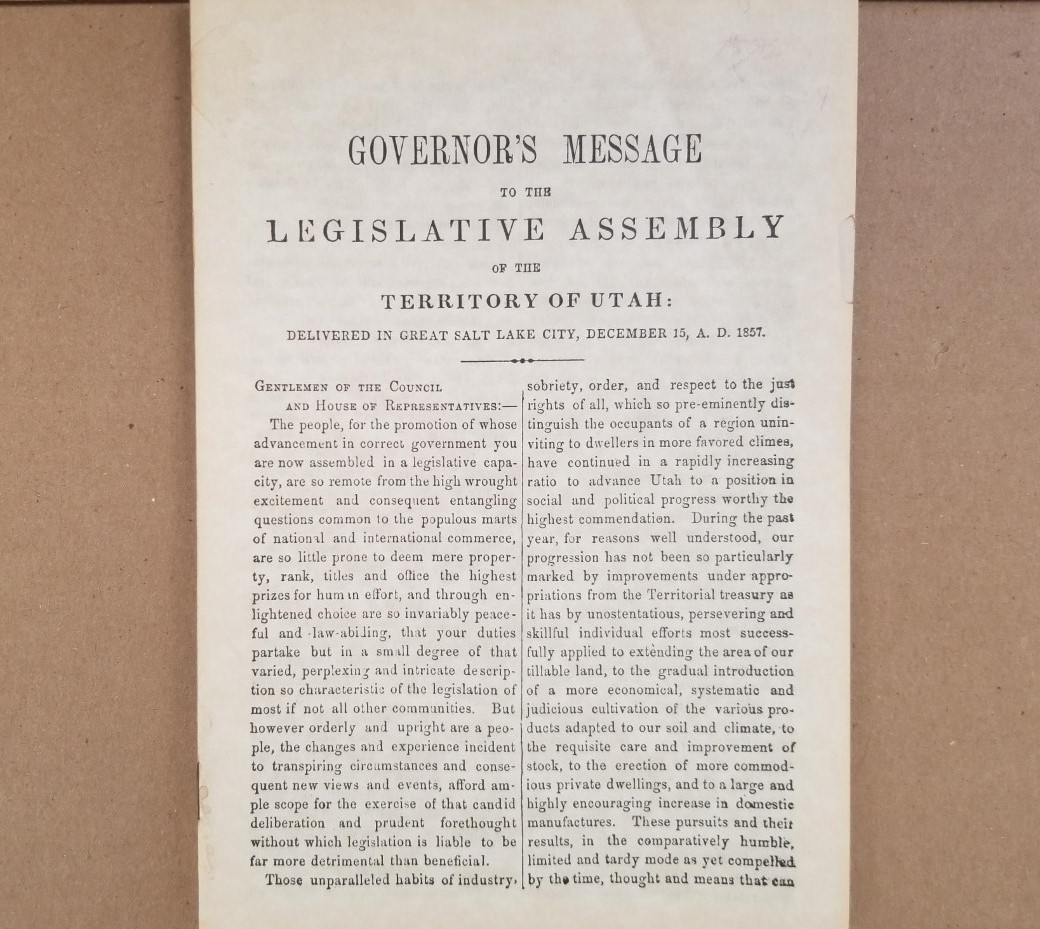 GOVERNOR'S MESSAGE
TO THE
LEGISLATIVE ASSEMBLY
OF THE
TERRITORY OF UTAH:
DELIVERED IN GREAT SALT LAKE CITY, DECEMBER 15, A. D. 1857.
GENTLEMEN OF THE COUNCIL
AND HOUSE OF REPRESENTATIVES:—
The people, for the promotion of whose
advancement in correct government you
are now assembled in a legislative capa-
city, are so remote from the high wrought
excitement and consequent entangling
questions common to the populous marts
of national and international commerce,
are so little prone to deem mere proper-
ty, rank, titles and office the highest
prizes for human effort, and through en-
lightened choice are so invariably peace-
ful and law-abiding, that your duties
partake but in a small degree of that
varied, perplexing and intricate descrip-
tion so characteristic of the legislation of
most if not all other communities. But
however orderly and upright are a peo-
ple, the changes and experience incident
to transpiring circumstances and conse-
quent new views and events, afford am-
ple scope for the exercise of that candid
deliberation and prudent forethought
without which legislation is liable to be
far more detrimental than beneficial.
Those unparalleled habits of industry,
sobriety, order, and respect to the just
rights of all, which so pre-eminently dis-
tinguish the occupants of a region unin-
viting to dwellers in more favored climes,
have continued in a rapidly increasing
ratio to advance Utah to a position in
social and political progress worthy the
highest commendation. During the past
year, for reasons well understood, our
progression has not been so particularly
marked by improvements under appro-
priations from the Territorial treasury as
it has by unostentatious, persevering and
skillful individual efforts most success-
fully applied to extending the area of our
tillable land, to the gradual introduction
of a more economical, systematic and
judicious cultivation of the various pro-
ducts adapted to our soil and climate, to
the requisite care and improvement of
stock, to the erection of more commod-
ious private dwellings, and to a large and
highly encouraging increase in domestic
manufactures. These pursuits and their
results, in the comparatively humble,
limited and tardy mode as yet compelled
by the time, thought and means that can